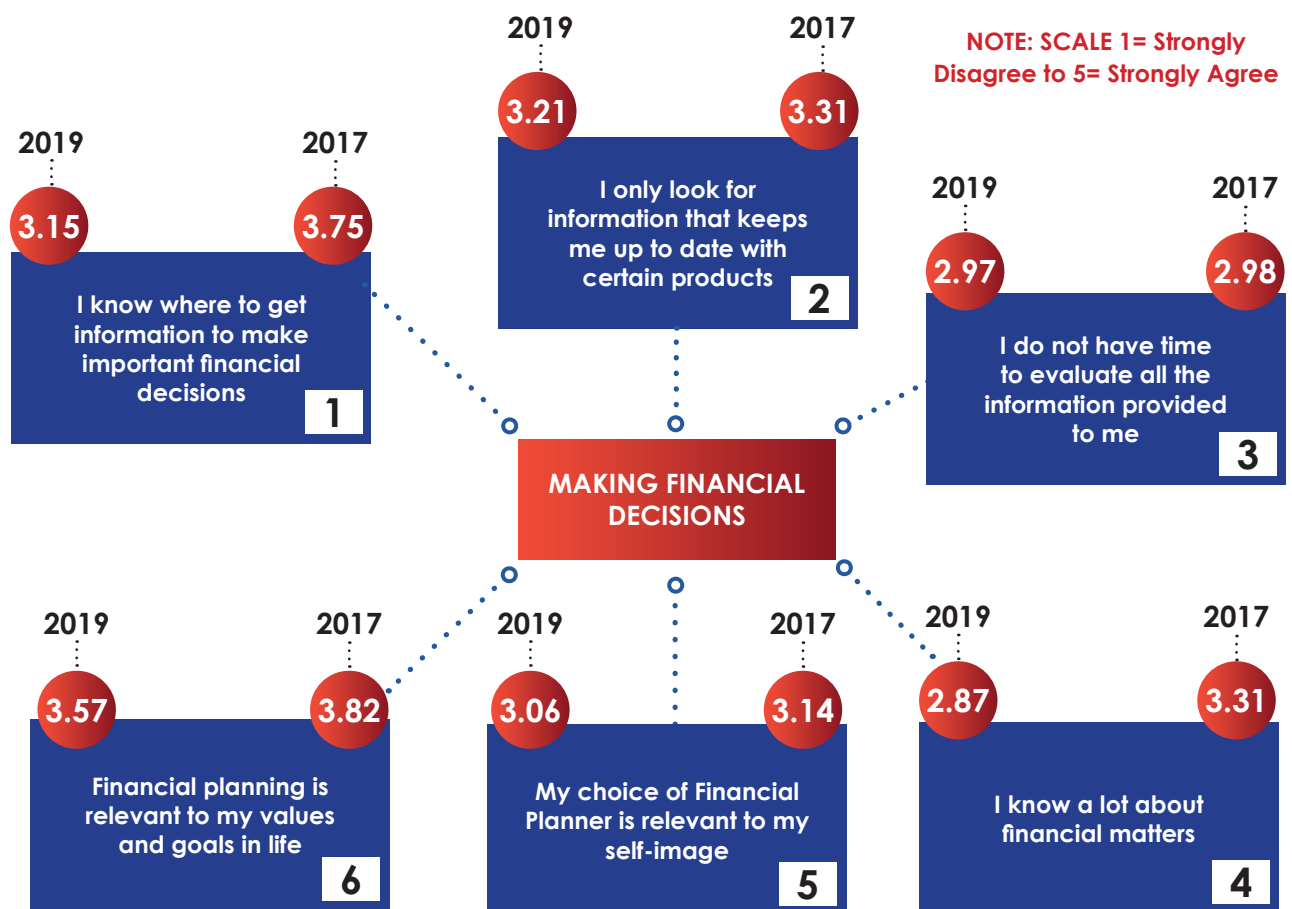 NOTE: SCALE 1= Strongly
Disagree to 5= Strongly Agree
2019 2017
3.15 3.75
I know where to get
information to make
important financial
decisions
1
2019 2017
3.21 3.31
I only look for
information that keeps
me up to date with
certain products
2
2019 2017
2.97 2.98
I do not have time
to evaluate all the
information provided
to me
3
MAKING FINANCIAL
DECISIONS
2019 2017
2.87 3.31
I know a lot about
financial matters
4
2019 2017
3.06 3.14
My choice of Financial
Planner is relevant to my
self-image
5
2019 2017
3.57 3.82
Financial planning is
relevant to my values
and goals in life
6